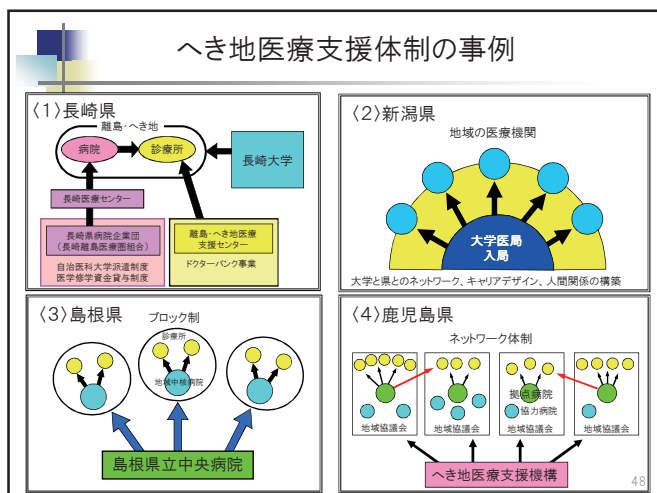 へき地医療支援体制の事例
〈1〉長崎県
離島・へき地
病院
診療所
長崎大学
長崎医療センター
長崎県病院企業団
(長崎離島医療圏組合)
自治医科大学派遣制度
医学修学資金貸与制度
離島・へき地医療
支援センター
ドクターバンク事業
〈2〉新潟県
地域の医療機関
大学医局
入局
大学と県とのネットワーク、キャリアデザイン、人間関係の構築
〈3〉島根県
ブロック制
診療所
地域中核病院
島根県立中央病院
〈4〉鹿児島県
ネットワーク体制
拠点病院
協力病院
地域協議会
地域協議会
地域協議会
地域協議会
へき地医療支援機構
48